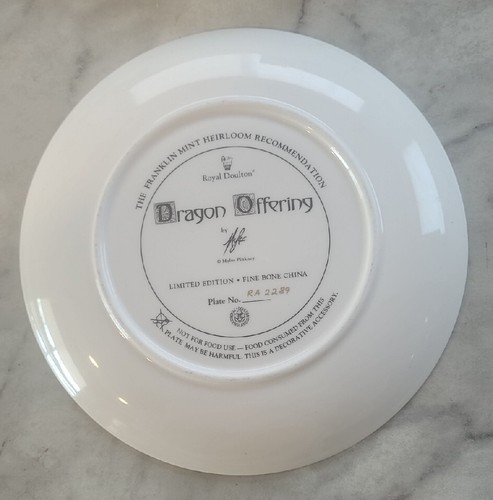 THE FRANKLIN MINT HEIRLOOM RECOMMENDATION
Royal Doulton®
Dragon Offering
by
LIMITED EDITION • FINE BONE CHINA
Plate No. RA 2289
NOT FOR FOOD USE — FOOD CONSUMED FROM THIS
PLATE MAY BE HARMFUL. THIS IS A DECORATIVE ACCESSORY.